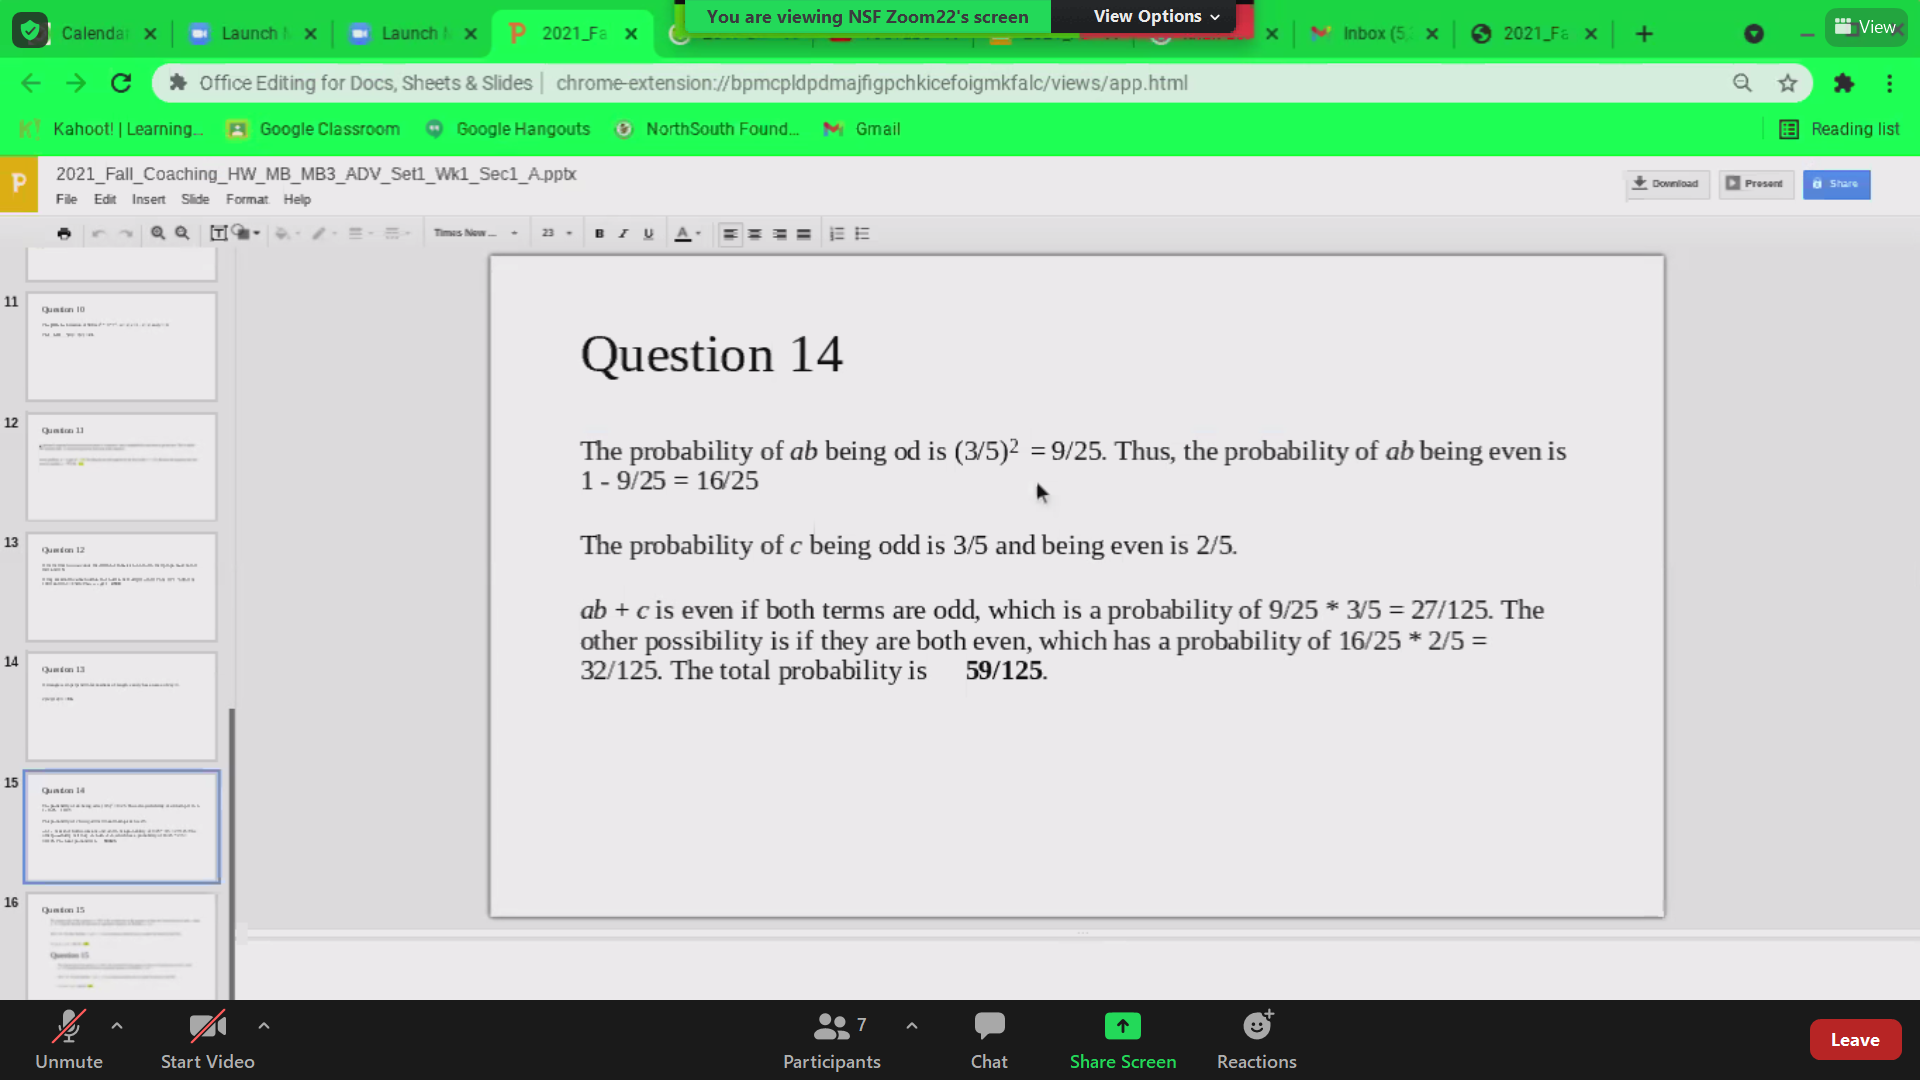 You are viewing NSF Zoom22's screen View Options
View
Calenda Launch Launch 2021_Fa Inbox (5, 2021_Fa
Office Editing for Docs, Sheets & Slides chrome-extension://bpmcpldpdmajfigpchkicefoigmkfalc/views/app.html
Kahoot! | Learning... Google Classroom Google Hangouts NorthSouth Found... Gmail Reading list
2021_Fall_Coaching_HW_MB_MB3_ADV_Set1_Wk1_Sec1_A.pptx
File Edit Insert Slide Format Help
Download Present Share
Times New ... 23 B I U A
11
Question 10
12
Question 11
13
Question 12
14
Question 13
15
Question 14
16
Question 15
Question 15
Question 14
The probability of ab being od is (3/5)² = 9/25. Thus, the probability of ab being even is
1 - 9/25 = 16/25
The probability of c being odd is 3/5 and being even is 2/5.
ab + c is even if both terms are odd, which is a probability of 9/25 * 3/5 = 27/125. The
other possibility is if they are both even, which has a probability of 16/25 * 2/5 =
32/125. The total probability is 59/125.
Unmute Start Video Participants 7 Chat Share Screen Reactions Leave